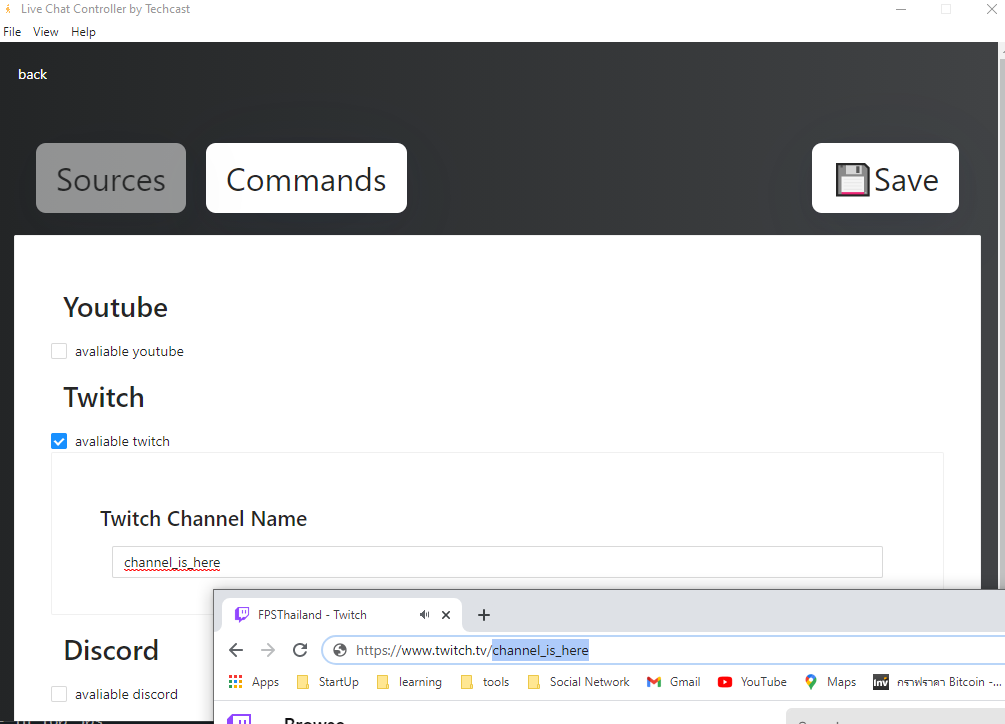 Live Chat Controller by Techcast
File View Help
back
Sources Commands Save
Youtube
avaliable youtube
Twitch
avaliable twitch
Twitch Channel Name
channel_is_here
Discord
avaliable discord
FPSThailand - Twitch
https://www.twitch.tv/channel_is_here
Apps StartUp learning tools Social Network Gmail YouTube Maps Inv กราฟราคา Bitcoin -...
Browse